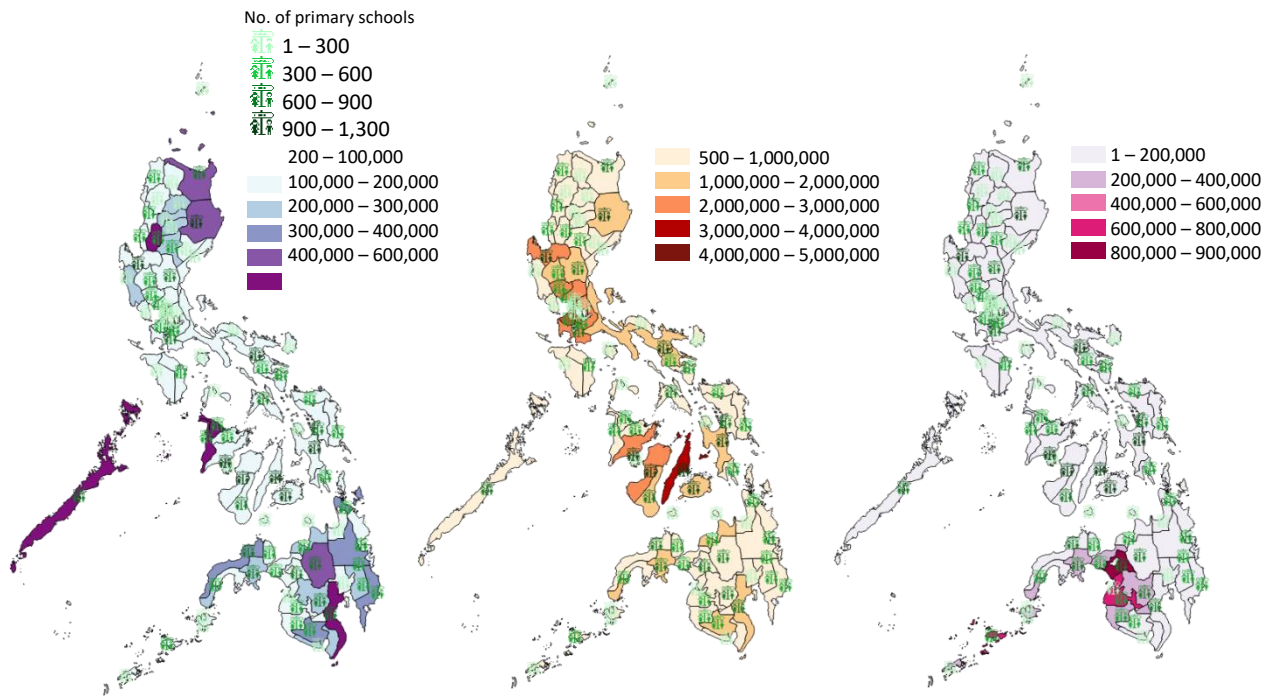 No. of primary schools
1 – 300
300 – 600
600 – 900
900 – 1,300
200 – 100,000
100,000 – 200,000
200,000 – 300,000
300,000 – 400,000
400,000 – 600,000
500 – 1,000,000
1,000,000 – 2,000,000
2,000,000 – 3,000,000
3,000,000 – 4,000,000
4,000,000 – 5,000,000
1 – 200,000
200,000 – 400,000
400,000 – 600,000
600,000 – 800,000
800,000 – 900,000